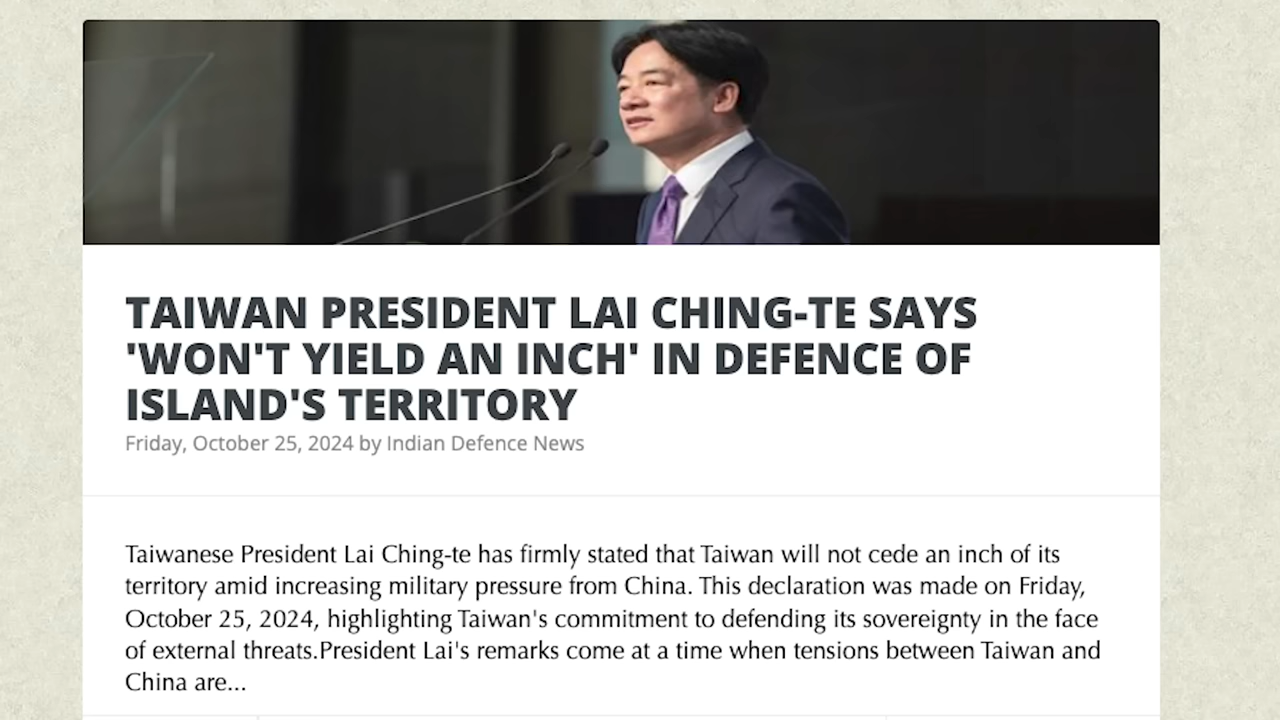 TAIWAN PRESIDENT LAI CHING-TE SAYS
'WON'T YIELD AN INCH' IN DEFENCE OF
ISLAND'S TERRITORY
Friday, October 25, 2024 by Indian Defence News
Taiwanese President Lai Ching-te has firmly stated that Taiwan will not cede an inch of its
territory amid increasing military pressure from China. This declaration was made on Friday,
October 25, 2024, highlighting Taiwan's commitment to defending its sovereignty in the face
of external threats.President Lai's remarks come at a time when tensions between Taiwan and
China are...